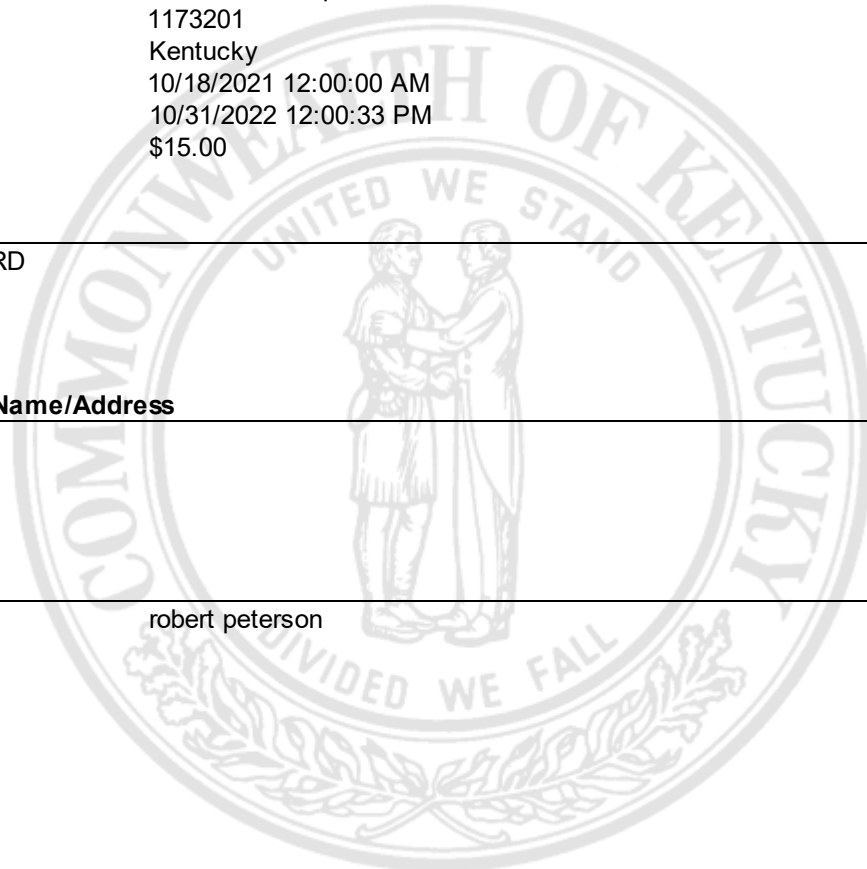 1173201
Kentucky
10/18/2021 12:00:00 AM
10/31/2022 12:00:33 PM
$15.00
COMMONWEALTH OF KENTUCKY
UNITED WE STAND
RD
Name/Address
robert peterson
DIVIDED WE FALL